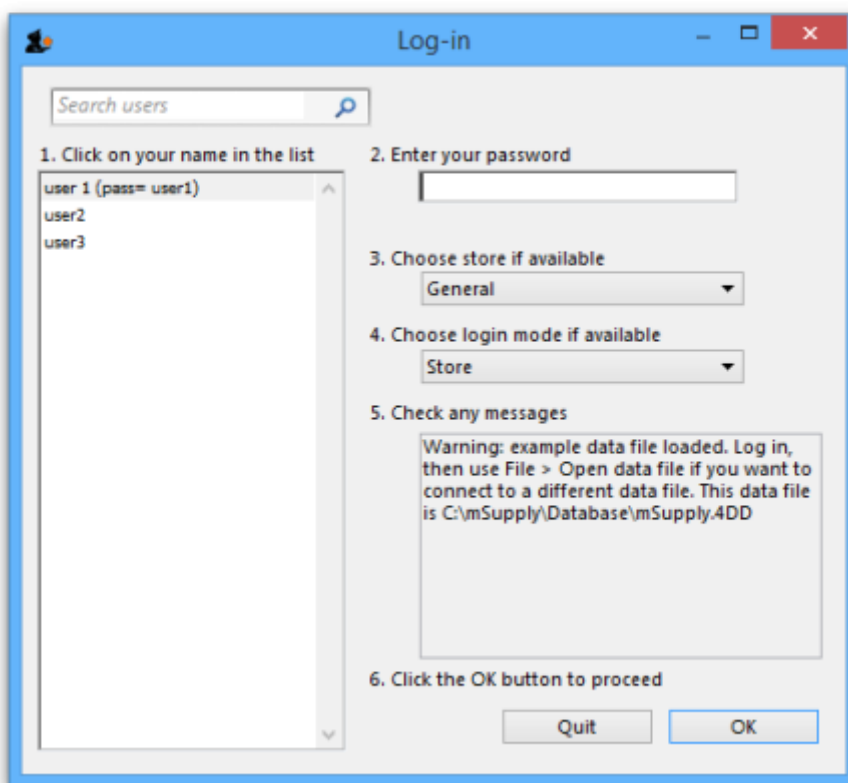 Log-in
Search users
1. Click on your name in the list
user 1 (pass= user1)
user2
user3
2. Enter your password
3. Choose store if available
General
4. Choose login mode if available
Store
5. Check any messages
Warning: example data file loaded. Log in,
then use File > Open data file if you want to
connect to a different data file. This data file
is C:\mSupply\Database\mSupply.4DD
6. Click the OK button to proceed
Quit
OK